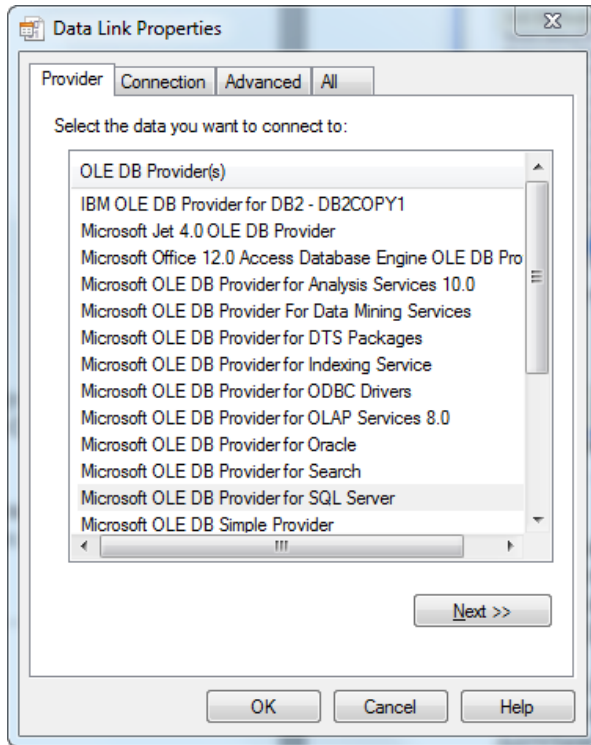 Data Link Properties
Provider
Connection
Advanced
All
Select the data you want to connect to:
OLE DB Provider(s)
IBM OLE DB Provider for DB2 - DB2COPY1
Microsoft Jet 4.0 OLE DB Provider
Microsoft Office 12.0 Access Database Engine OLE DB Pro
Microsoft OLE DB Provider for Analysis Services 10.0
Microsoft OLE DB Provider For Data Mining Services
Microsoft OLE DB Provider for DTS Packages
Microsoft OLE DB Provider for Indexing Service
Microsoft OLE DB Provider for ODBC Drivers
Microsoft OLE DB Provider for OLAP Services 8.0
Microsoft OLE DB Provider for Oracle
Microsoft OLE DB Provider for Search
Microsoft OLE DB Provider for SQL Server
Microsoft OLE DB Simple Provider
Next >>
OK
Cancel
Help